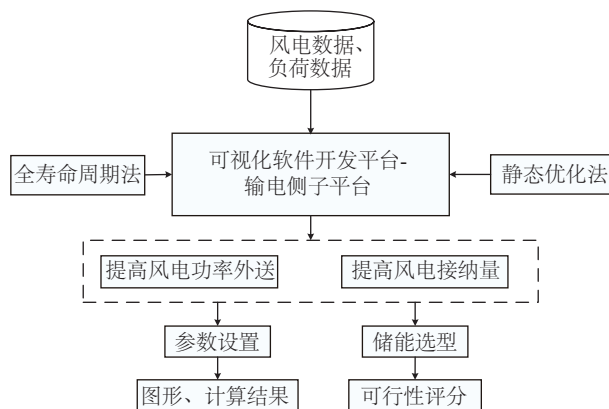 风电数据、
负荷数据
全寿命周期法
可视化软件开发平台-
输电侧子平台
静态优化法
提高风电功率外送
提高风电接纳量
参数设置
储能选型
图形、计算结果
可行性评分